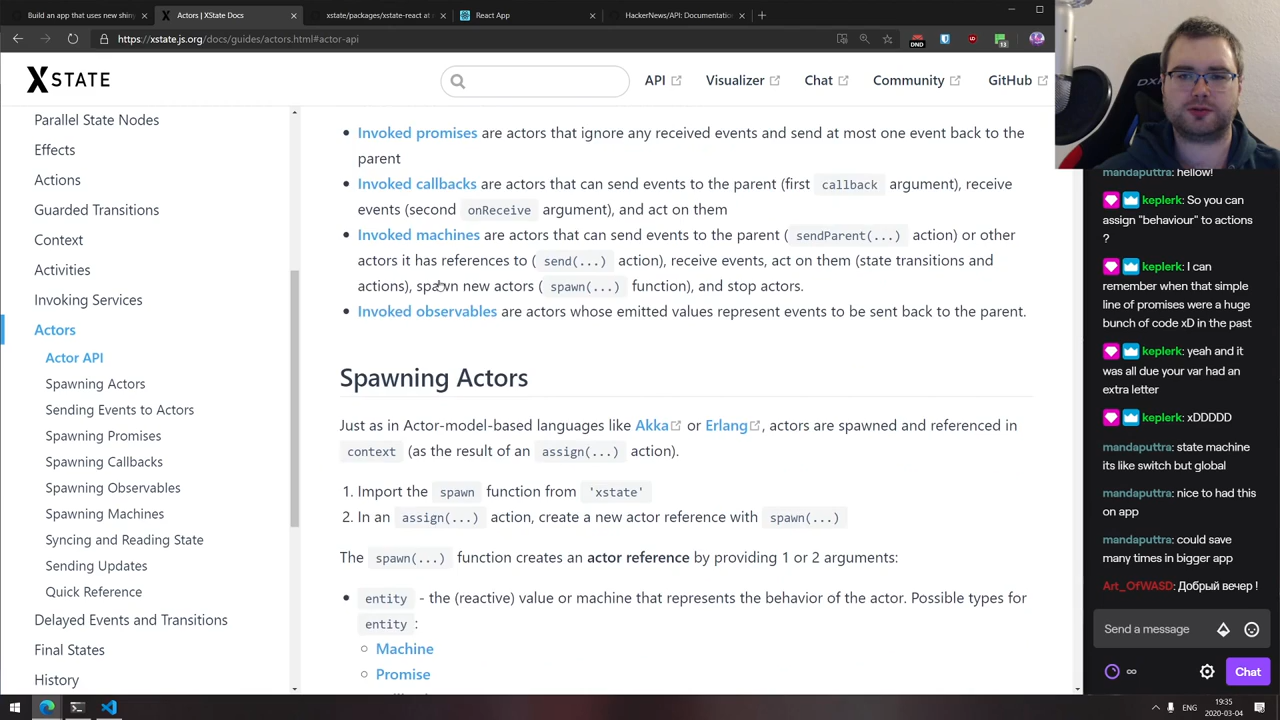 Build an app that uses new shiny
Actors | XState Docs
xstate/packages/xstate-react at
React App
HackerNews/API: Documentatio
https://xstate.js.org/docs/guides/actors.html#actor-api
DND
13
XSTATE
API
Visualizer
Chat
Community
GitHub
Parallel State Nodes
Effects
Actions
Guarded Transitions
Context
Activities
Invoking Services
Actors
Actor API
Spawning Actors
Sending Events to Actors
Spawning Promises
Spawning Callbacks
Spawning Observables
Spawning Machines
Syncing and Reading State
Sending Updates
Quick Reference
Delayed Events and Transitions
Final States
History
Invoked promises are actors that ignore any received events and send at most one event back to the
parent
Invoked callbacks are actors that can send events to the parent (first callback argument), receive
events (second onReceive argument), and act on them
Invoked machines are actors that can send events to the parent ( sendParent(...) action) or other
actors it has references to ( send(...) action), receive events, act on them (state transitions and
actions), spawn new actors ( spawn(...) function), and stop actors.
Invoked observables are actors whose emitted values represent events to be sent back to the parent.
Spawning Actors
Just as in Actor-model-based languages like Akka or Erlang, actors are spawned and referenced in
context (as the result of an assign(...) action).
1. Import the spawn function from 'xstate'
2. In an assign(...) action, create a new actor reference with spawn(...)
The spawn(...) function creates an actor reference by providing 1 or 2 arguments:
entity - the (reactive) value or machine that represents the behavior of the actor. Possible types for
entity :
Machine
Promise
mandaputtra: hellow!
keplerk: So you can
assign "behaviour" to actions
?
keplerk: I can
remember when that simple
line of promises were a huge
bunch of code xD in the past
keplerk: yeah and it
was all due your var had an
extra letter
keplerk: xDDDDD
mandaputtra: state machine
its like switch but global
mandaputtra: nice to had this
on app
mandaputtra: could save
many times in bigger app
Art_OfWASD: Добрый вечер !
Send a message
∞
Chat
ENG
19:35
2020-03-04